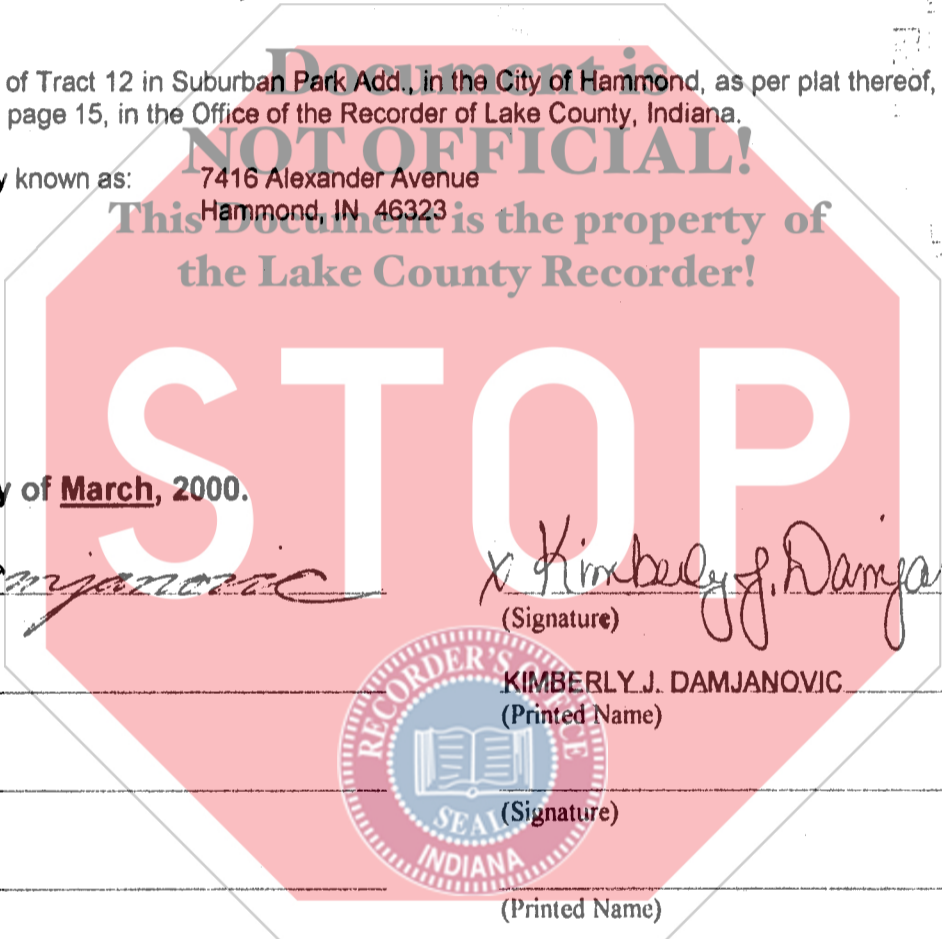 Document is
of Tract 12 in Suburban Park Add., in the City of Hammond, as per plat thereof,
page 15, in the Office of the Recorder of Lake County, Indiana.
NOT OFFICIAL!
y known as: 7416 Alexander Avenue
Hammond, IN 46323
This Document is the property of
the Lake County Recorder!
STOP
y of March, 2000.
mjanovic x Kimberly J. Damja
(Signature)
KIMBERLY J. DAMJANOVIC
(Printed Name)
(Signature)
(Printed Name)
RECORDER'S OFFICE
SEAL
INDIANA